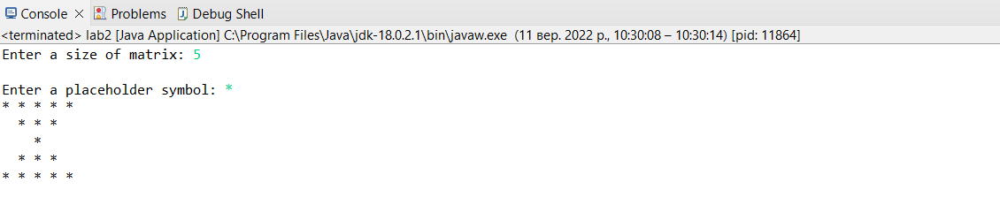 Console Problems Debug Shell
<terminated> lab2 [Java Application] C:\Program Files\Java\jdk-18.0.2.1\bin\javaw.exe (11 вер. 2022 р., 10:30:08 – 10:30:14) [pid: 11864]
Enter a size of matrix: 5
Enter a placeholder symbol: *
* * * * *
  * * *
    *
  * * *
* * * * *